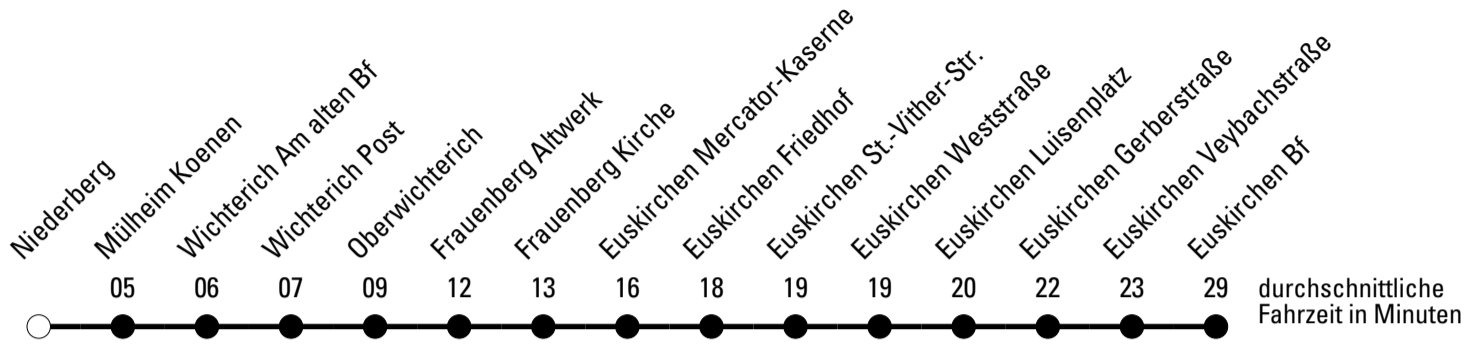 Niederberg
Mülheim Koenen
Wichterich Am alten Bf
Wichterich Post
Oberwichterich
Frauenberg Altwerk
Frauenberg Kirche
Euskirchen Mercator-Kaserne
Euskirchen Friedhof
Euskirchen St.-Vither-Str.
Euskirchen Weststraße
Euskirchen Luisenplatz
Euskirchen Gerberstraße
Euskirchen Veybachstraße
Euskirchen Bf
05 06 07 09 12 13 16 18 19 19 20 22 23 29
durchschnittliche
Fahrzeit in Minuten